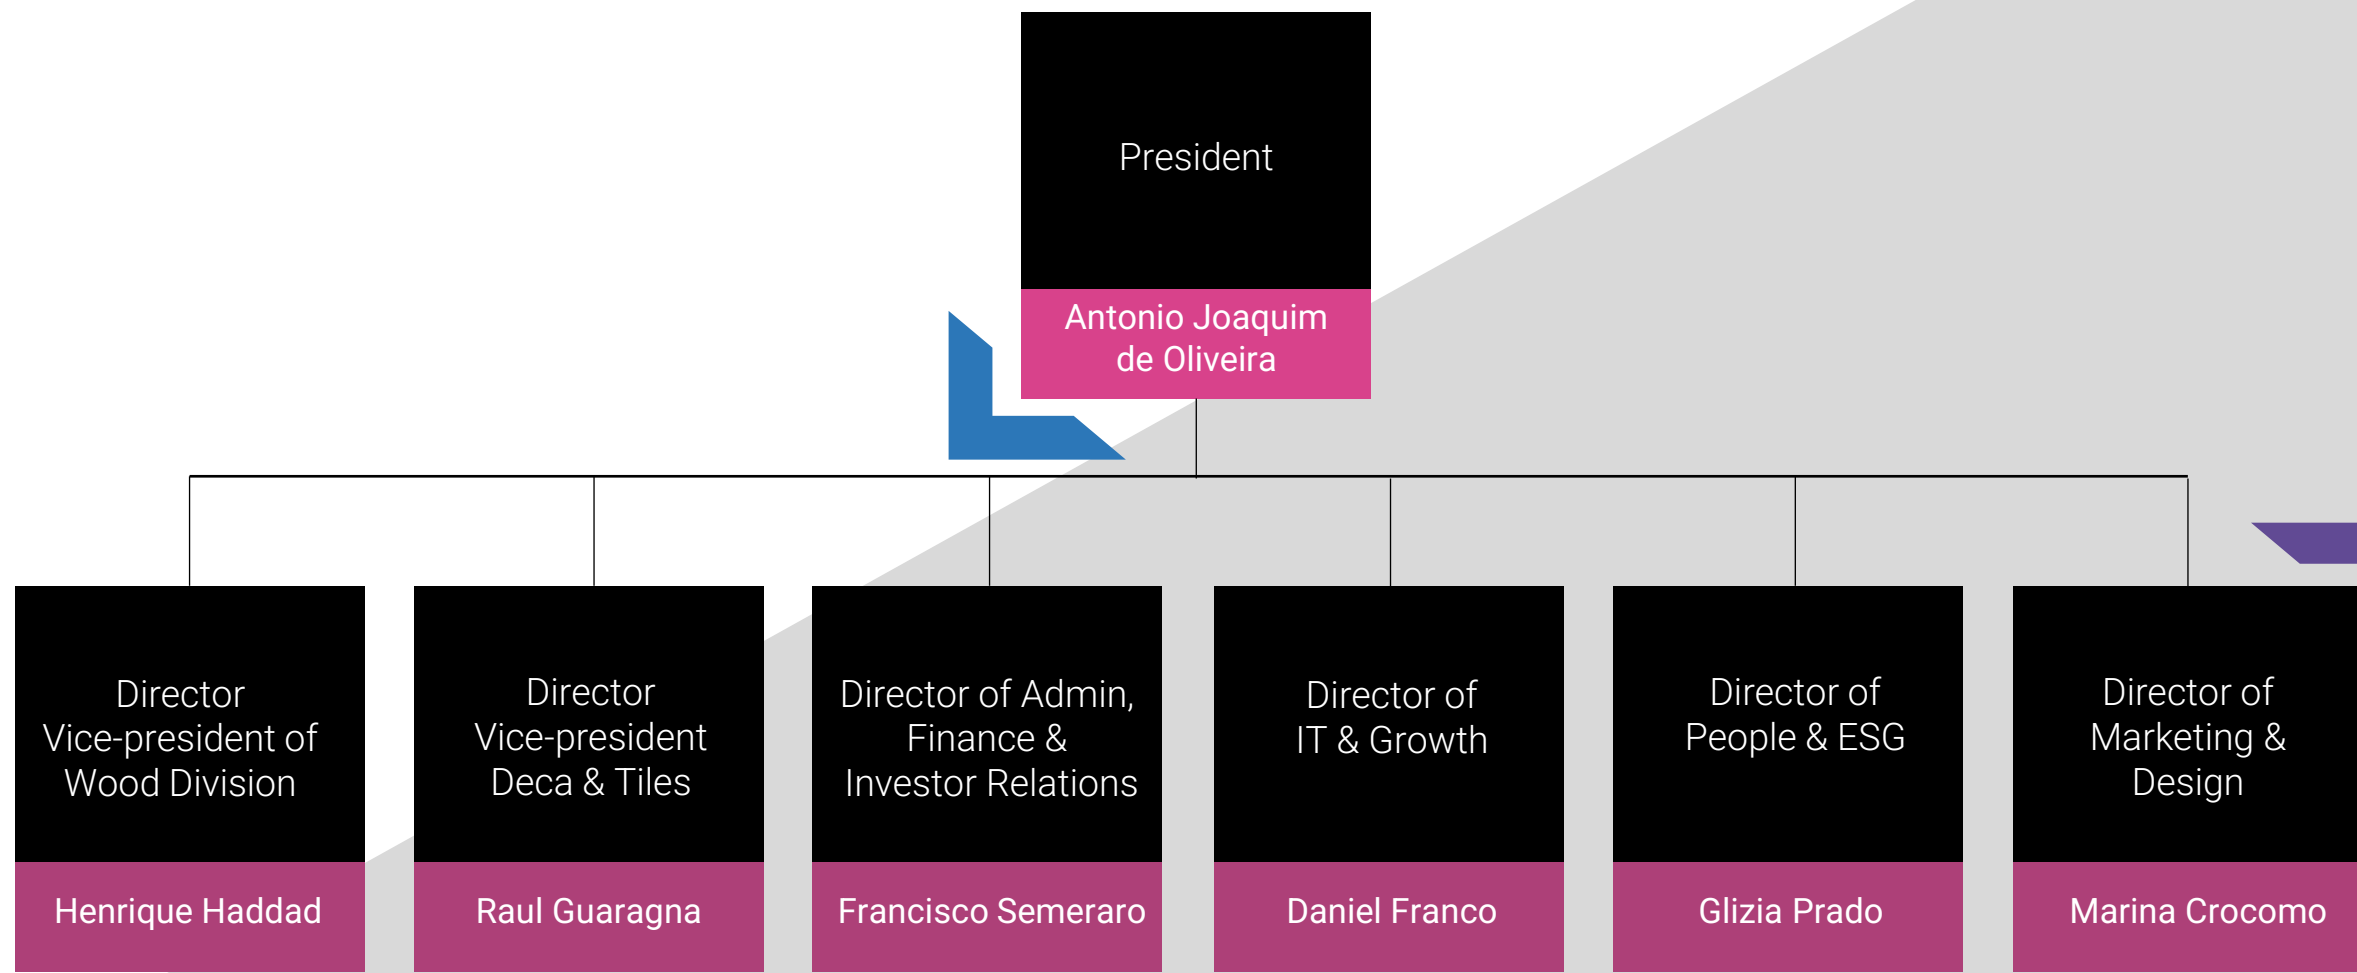 President
Antonio Joaquim
de Oliveira
Director
Vice-president of
Wood Division
Henrique Haddad
Director
Vice-president
Deca & Tiles
Raul Guaragna
Director of Admin,
Finance &
Investor Relations
Francisco Semeraro
Director of
IT & Growth
Daniel Franco
Director of
People & ESG
Glizia Prado
Director of
Marketing &
Design
Marina Crocomo